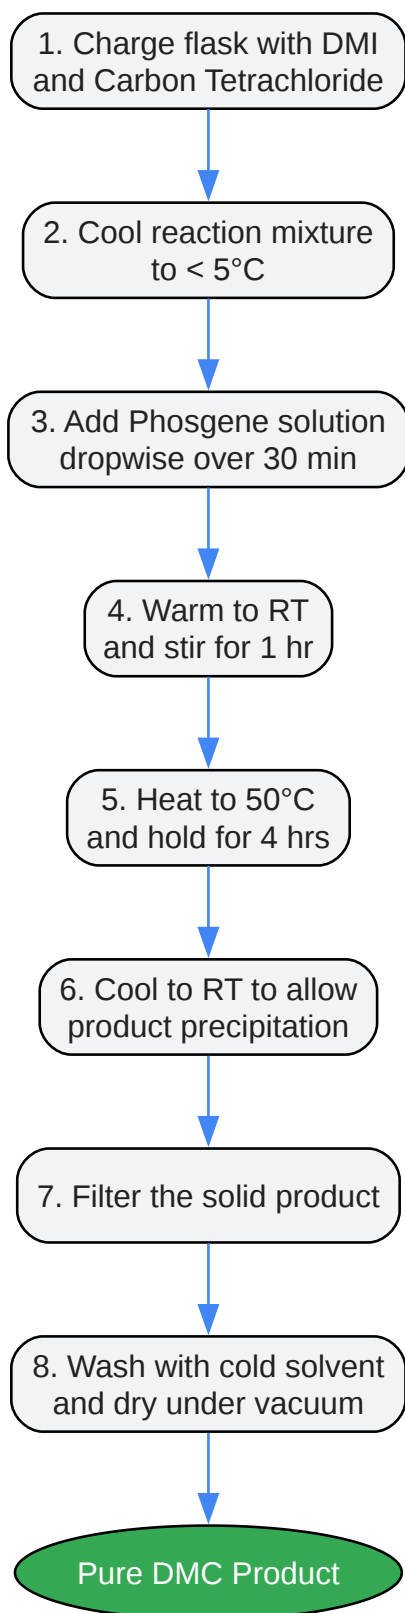 1. Charge flask with DMI
and Carbon Tetrachloride
2. Cool reaction mixture
to < 5°C
3. Add Phosgene solution
dropwise over 30 min
4. Warm to RT
and stir for 1 hr
5. Heat to 50°C
and hold for 4 hrs
6. Cool to RT to allow
product precipitation
7. Filter the solid product
8. Wash with cold solvent
and dry under vacuum
Pure DMC Product